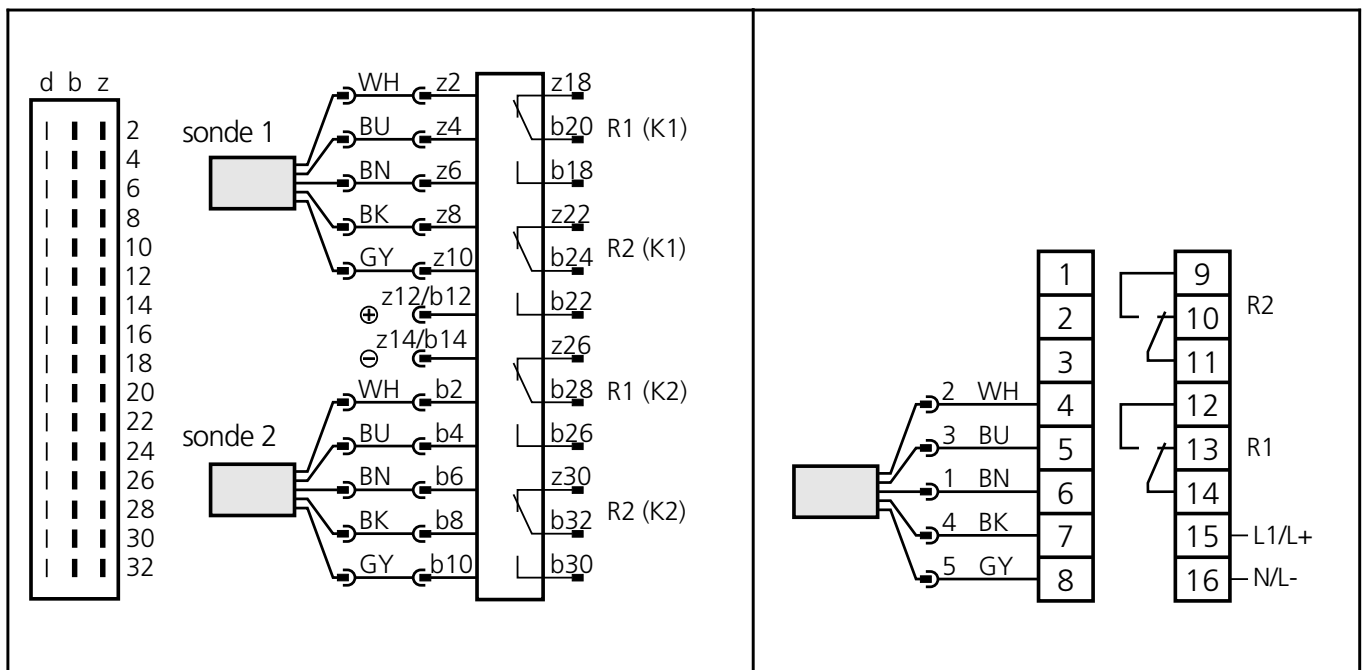 d b z
2
4
6
8
10
12
14
16
18
20
22
24
26
28
30
32
sonde 1
WH z2
BU z4
BN z6
BK z8
GY z10
⊕ z12/b12
⊖ z14/b14
sonde 2
WH b2
BU b4
BN b6
BK b8
GY b10
z18
b20 R1 (K1)
b18
z22
b24 R2 (K1)
b22
z26
b28 R1 (K2)
b26
z30
b32 R2 (K2)
b30
2 WH
3 BU
1 BN
4 BK
5 GY
1
2
3
4
5
6
7
8
9
10 R2
11
12
13 R1
14
15 L1/L+
16 N/L-